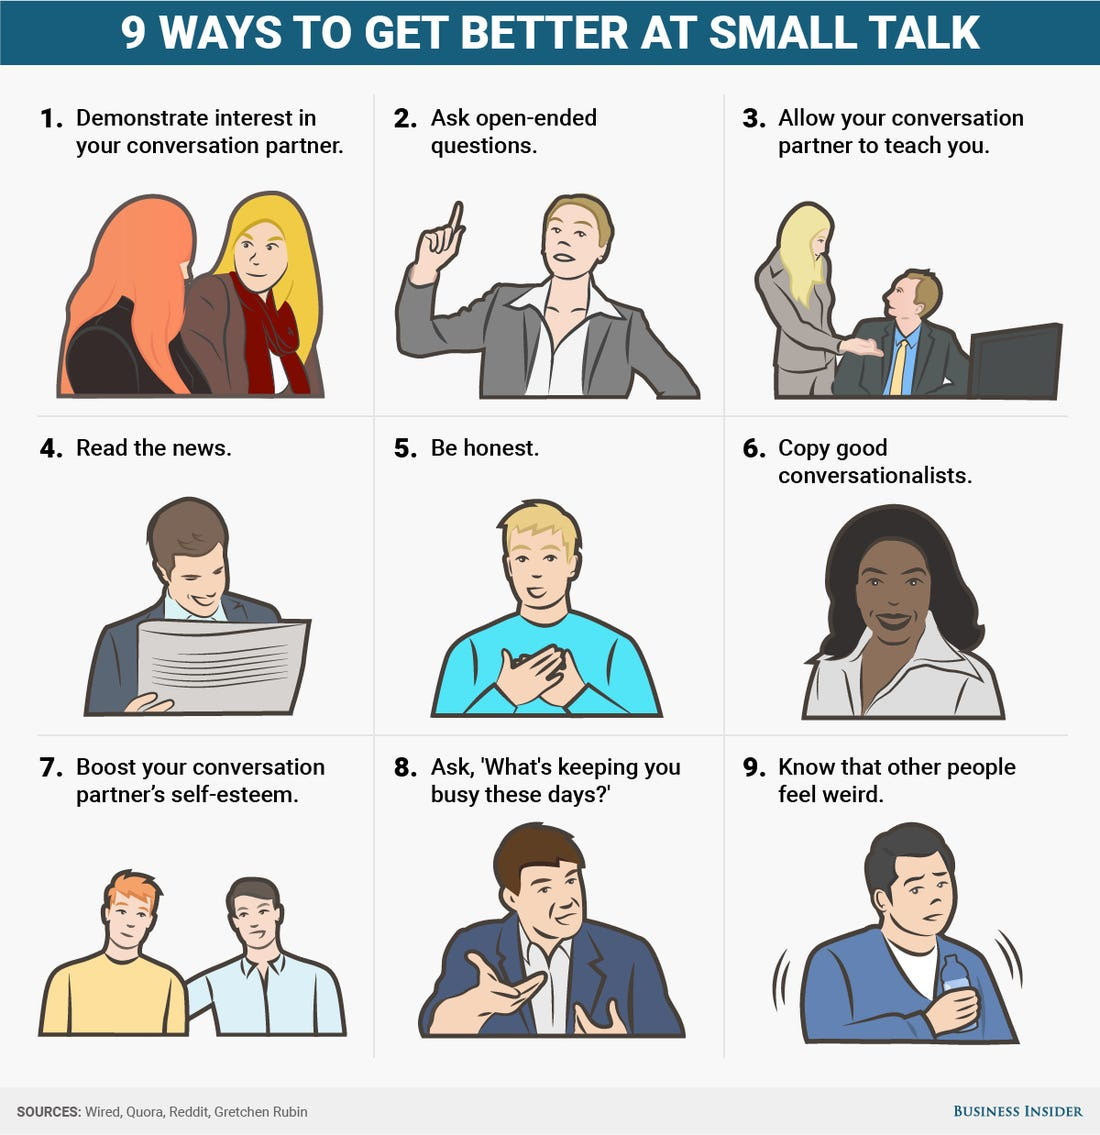 9 WAYS TO GET BETTER AT SMALL TALK
1. Demonstrate interest in
your conversation partner.
2. Ask open-ended
questions.
3. Allow your conversation
partner to teach you.
4. Read the news.
5. Be honest.
6. Copy good
conversationalists.
7. Boost your conversation
partner’s self-esteem.
8. Ask, 'What's keeping you
busy these days?'
9. Know that other people
feel weird.
SOURCES: Wired, Quora, Reddit, Gretchen Rubin
BUSINESS INSIDER